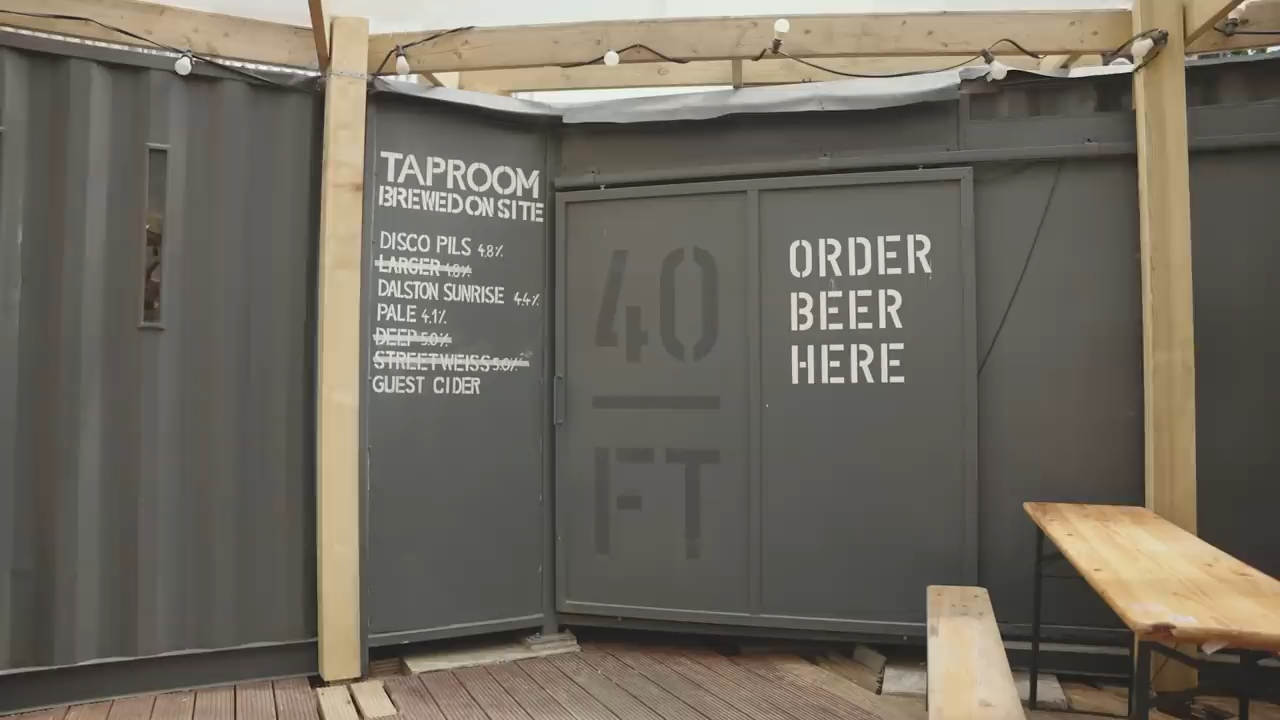 TAPROOM
BREWED ON SITE
DISCO PILS 4.8%
LARGER 4.8%
DALSTON SUNRISE 4.4%
PALE 4.1%
DEEP 5.0%
STREETWEISS 5.0%
GUEST CIDER
40
FT
ORDER
BEER
HERE